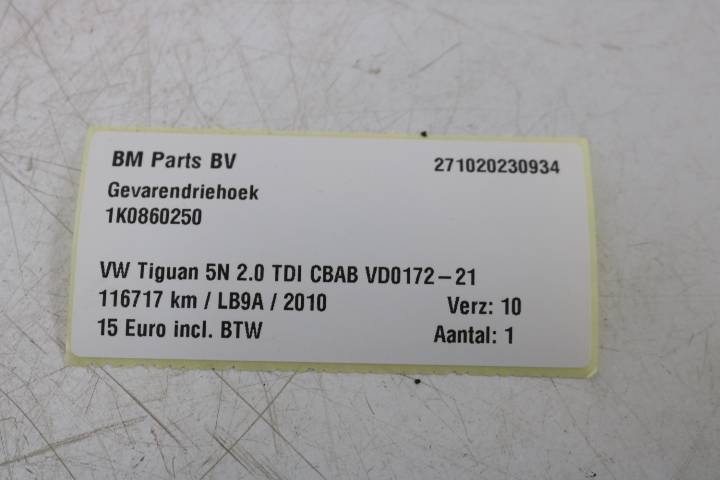 BM Parts BV 271020230934
Gevarendriehoek
1K0860250
VW Tiguan 5N 2.0 TDI CBAB VD0172-21
116717 km / LB9A / 2010 Verz: 10
15 Euro incl. BTW Aantal: 1